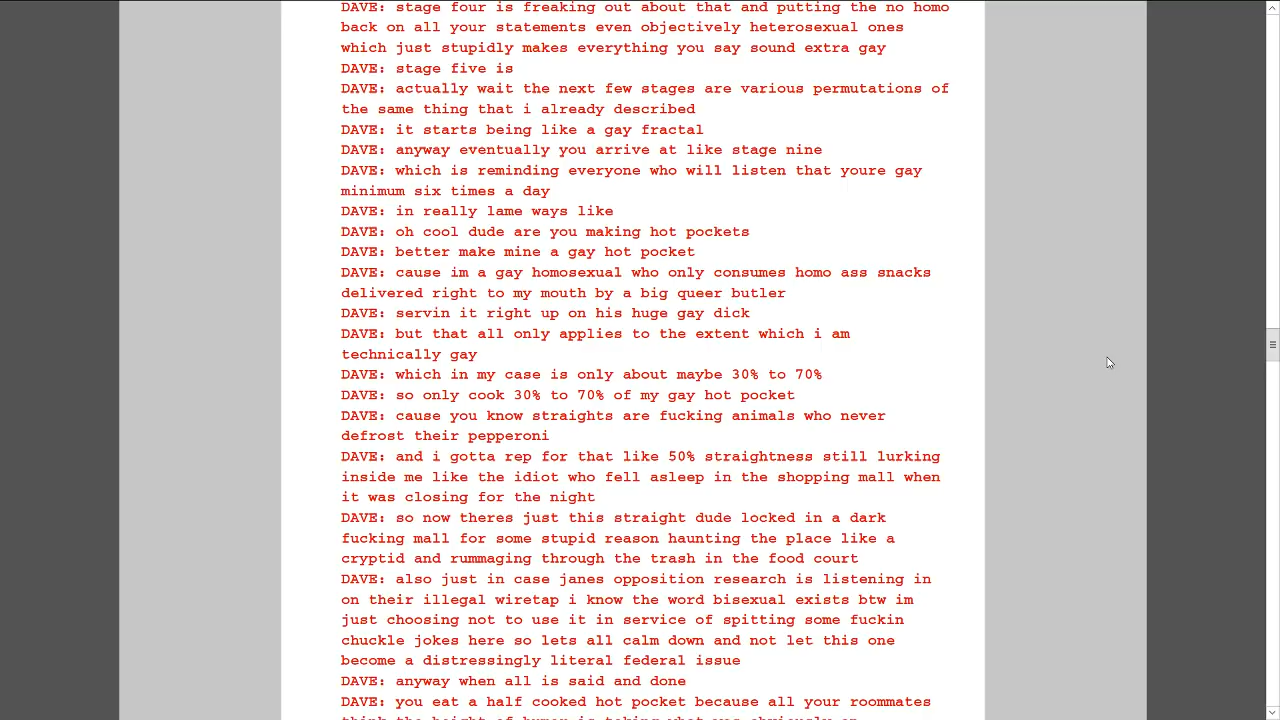 DAVE: stage four is freaking out about that and putting the no homo
back on all your statements even objectively heterosexual ones
which just stupidly makes everything you say sound extra gay
DAVE: stage five is
DAVE: actually wait the next few stages are various permutations of
the same thing that i already described
DAVE: it starts being like a gay fractal
DAVE: anyway eventually you arrive at like stage nine
DAVE: which is reminding everyone who will listen that youre gay
minimum six times a day
DAVE: in really lame ways like
DAVE: oh cool dude are you making hot pockets
DAVE: better make mine a gay hot pocket
DAVE: cause im a gay homosexual who only consumes homo ass snacks
delivered right to my mouth by a big queer butler
DAVE: servin it right up on his huge gay dick
DAVE: but that all only applies to the extent which i am
technically gay
DAVE: which in my case is only about maybe 30% to 70%
DAVE: so only cook 30% to 70% of my gay hot pocket
DAVE: cause you know straights are fucking animals who never
defrost their pepperoni
DAVE: and i gotta rep for that like 50% straightness still lurking
inside me like the idiot who fell asleep in the shopping mall when
it was closing for the night
DAVE: so now theres just this straight dude locked in a dark
fucking mall for some stupid reason haunting the place like a
cryptid and rummaging through the trash in the food court
DAVE: also just in case janes opposition research is listening in
on their illegal wiretap i know the word bisexual exists btw im
just choosing not to use it in service of spitting some fuckin
chuckle jokes here so lets all calm down and not let this one
become a distressingly literal federal issue
DAVE: anyway when all is said and done
DAVE: you eat a half cooked hot pocket because all your roommates
think the height of humor is taking what was obviously an